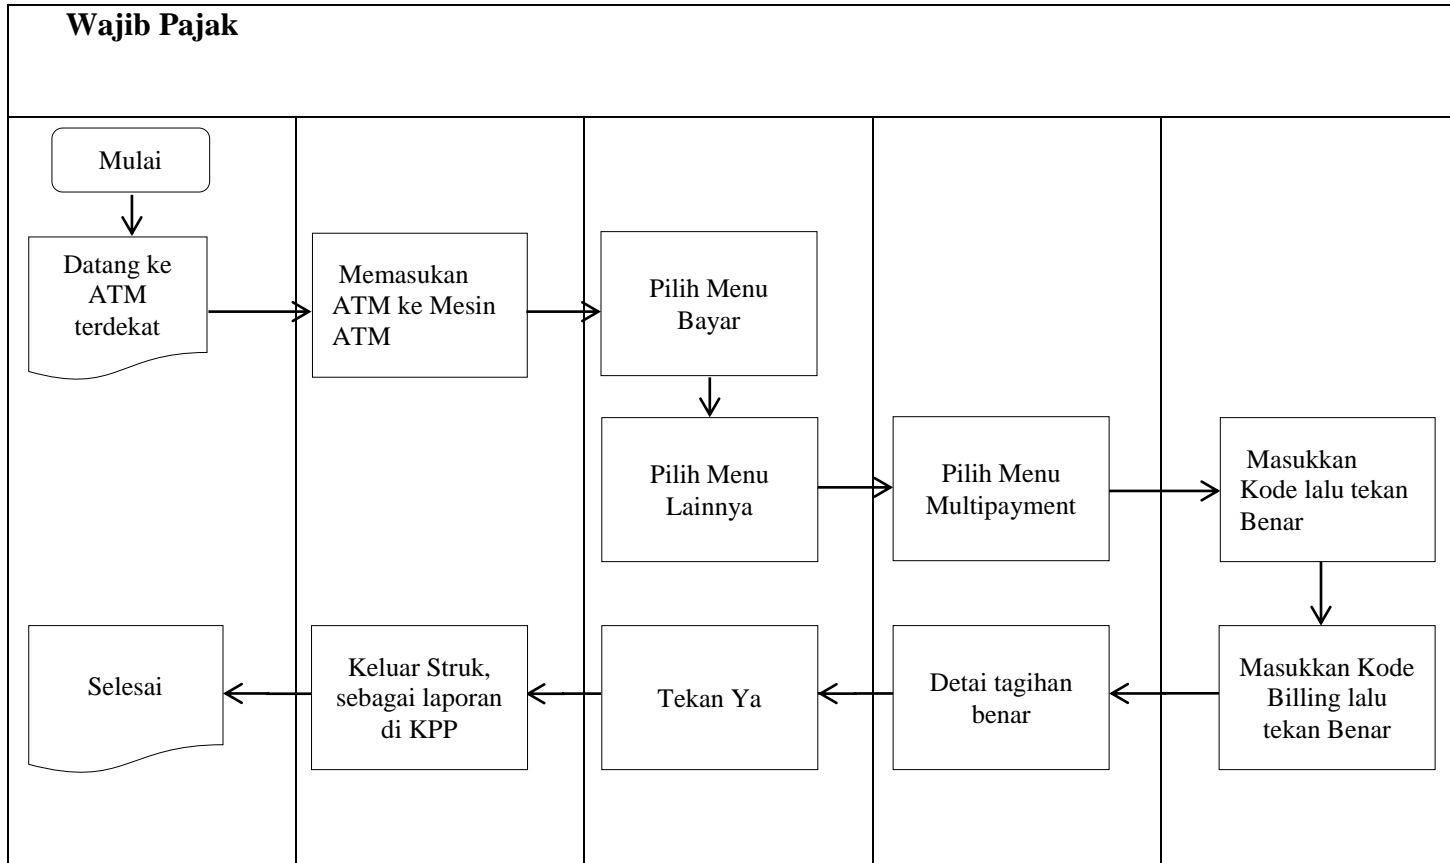 Wajib Pajak
Mulai
Datang ke
ATM
terdekat
Memasukan
ATM ke Mesin
ATM
Pilih Menu
Bayar
Pilih Menu
Lainnya
Pilih Menu
Multipayment
Masukkan
Kode lalu tekan
Benar
Masukkan Kode
Billing lalu
tekan Benar
Detai tagihan
benar
Tekan Ya
Keluar Struk,
sebagai laporan
di KPP
Selesai